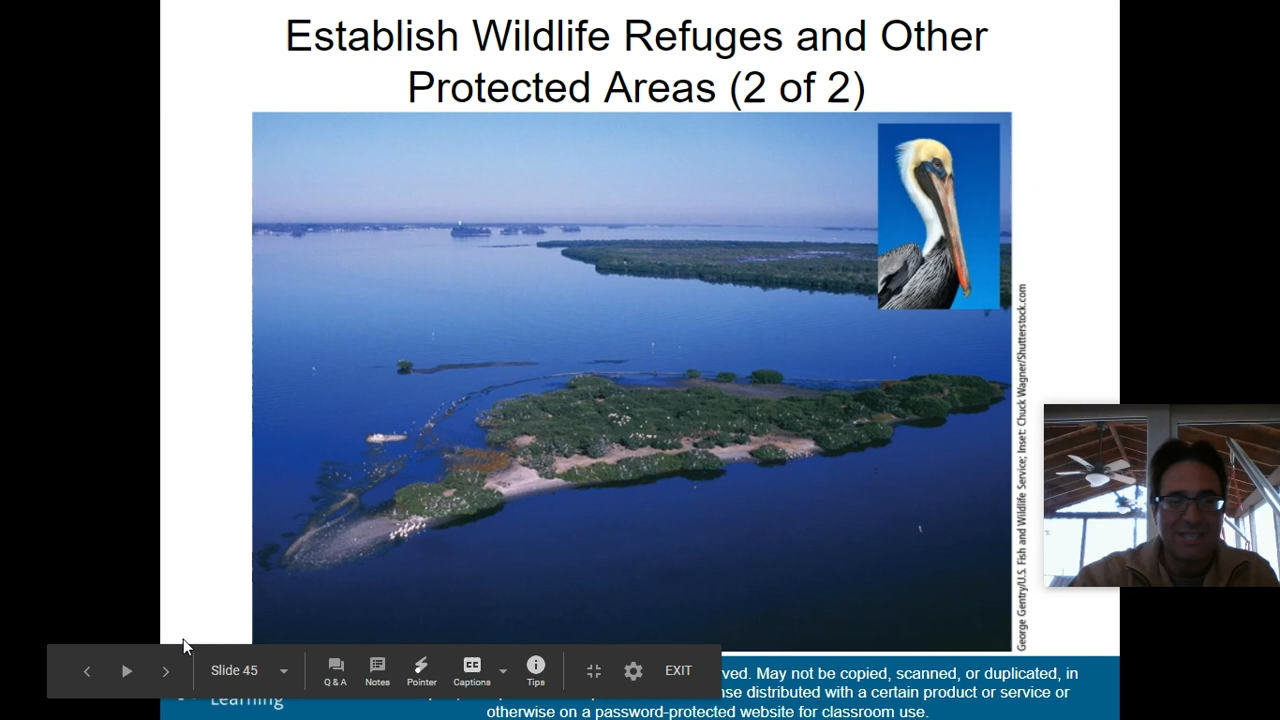 Establish Wildlife Refuges and Other
Protected Areas (2 of 2)
George Gentry/U.S. Fish and Wildlife Service; Inset: Chuck Wagner/Shutterstock.com
Slide 45
Q & A
Notes
Pointer
CC
Captions
Tips
EXIT
ved. May not be copied, scanned, or duplicated, in
Learning
nse distributed with a certain product or service or
otherwise on a password-protected website for classroom use.